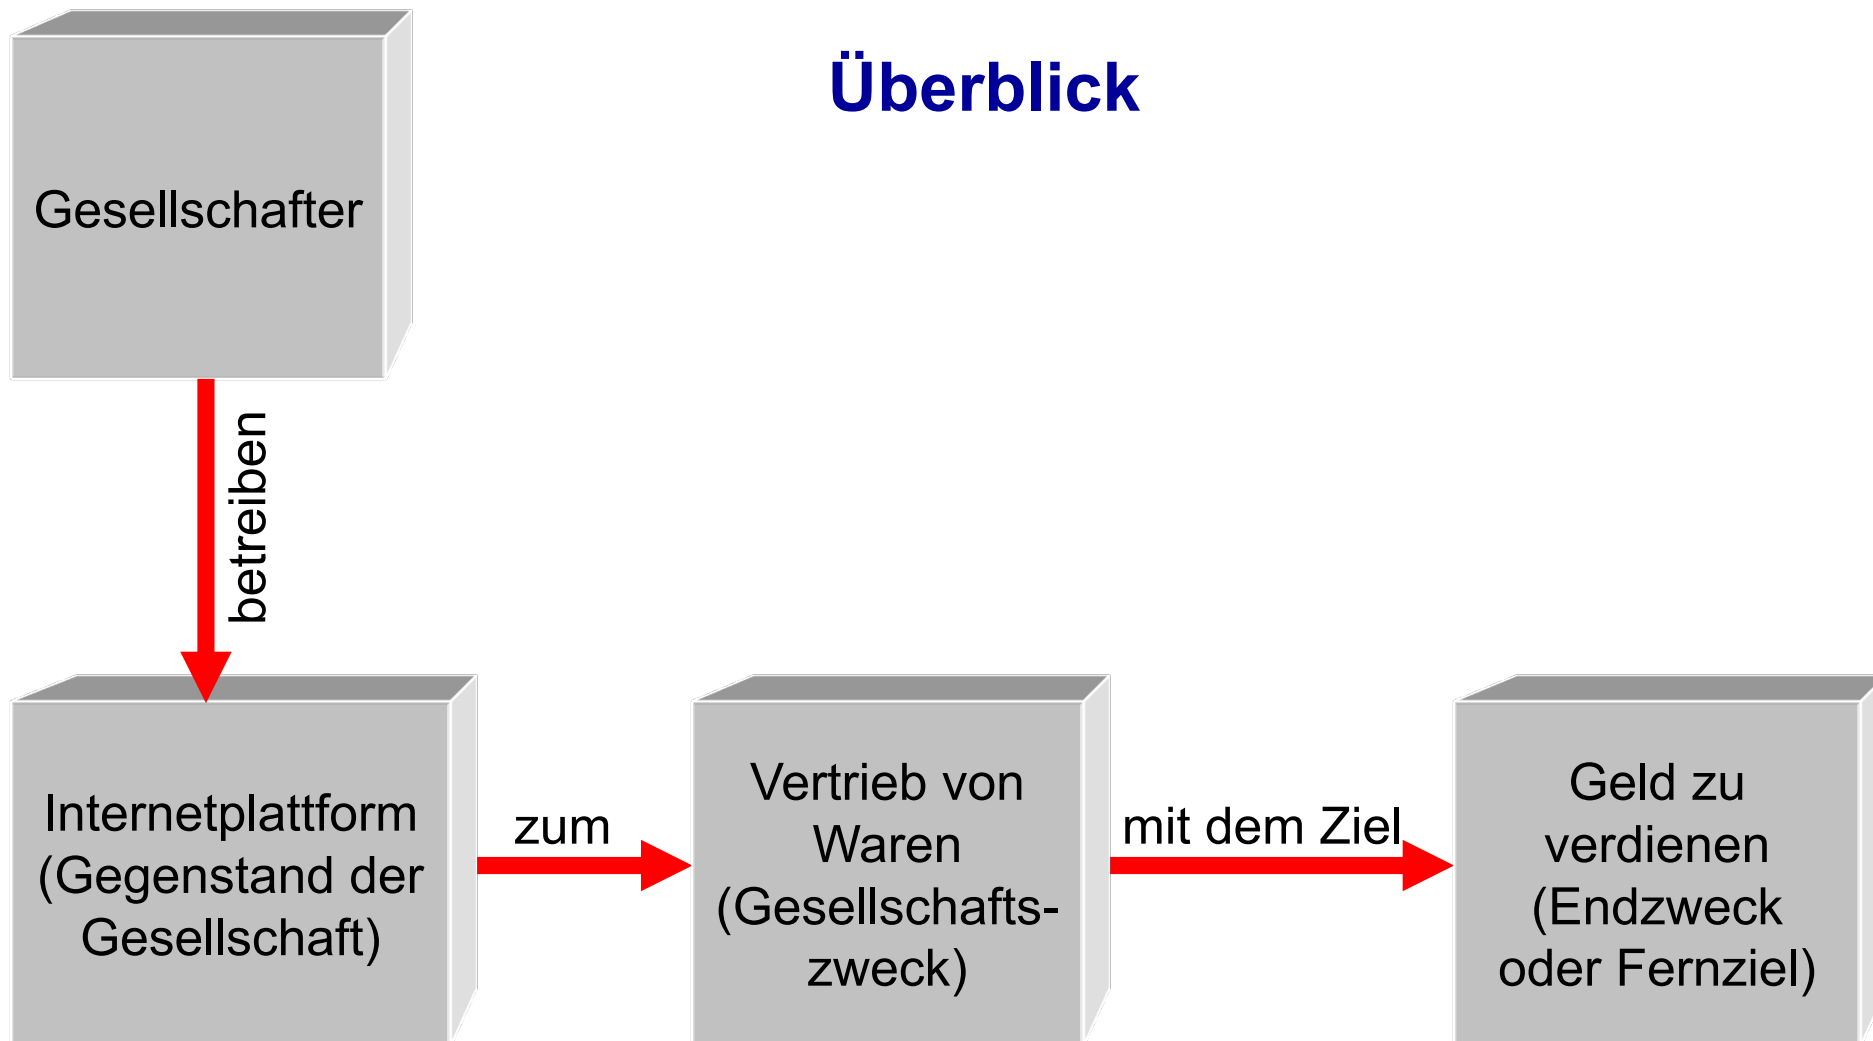 Überblick
Gesellschafter
betreiben
Internetplattform
(Gegenstand der
Gesellschaft)
zum
Vertrieb von
Waren
(Gesellschafts-
zweck)
mit dem Ziel
Geld zu
verdienen
(Endzweck
oder Fernziel)